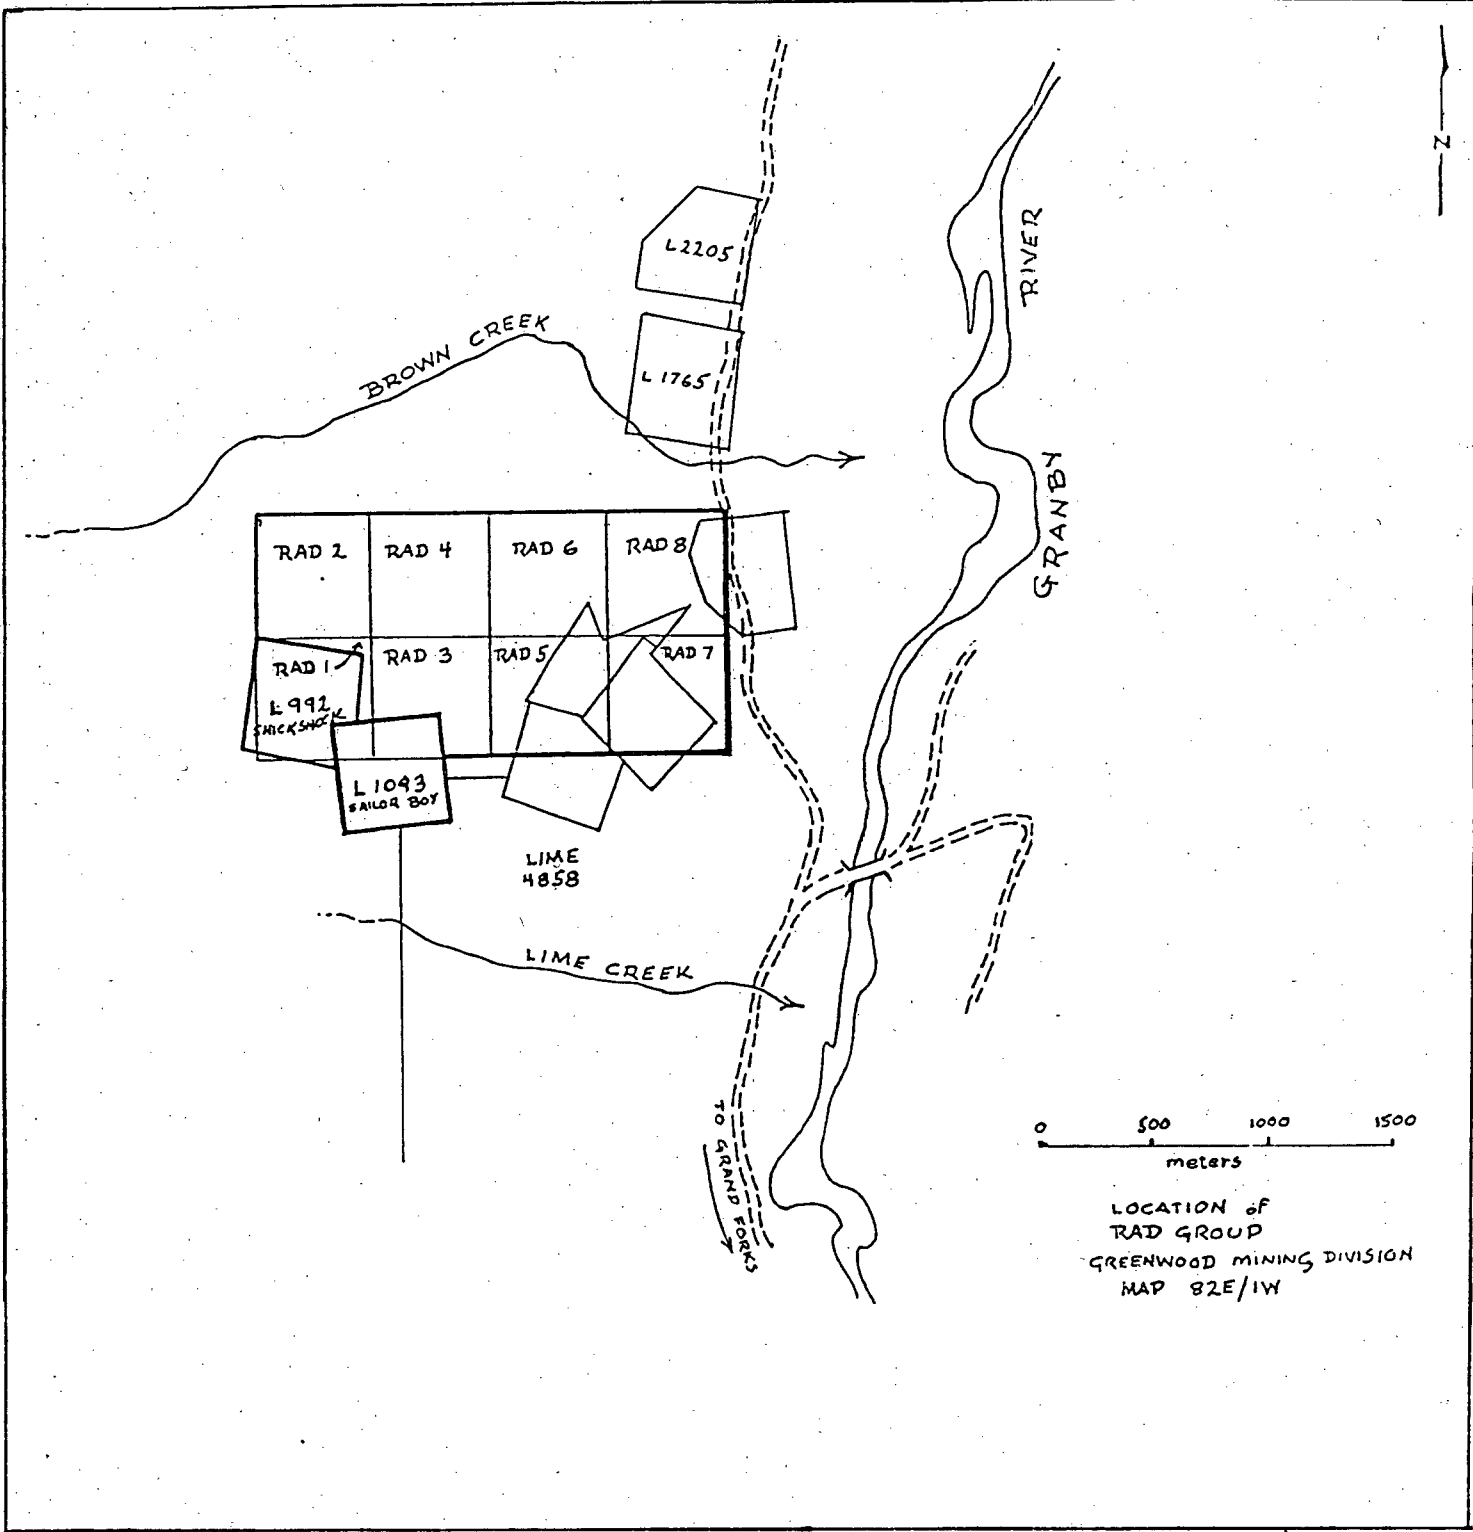 N
L2205
RIVER
BROWN CREEK
L 1765
GRANBY
RAD 2
RAD 4
RAD 6
RAD 8
RAD 1
RAD 3
RAD 5
RAD 7
L 992
SHICKSHOCK
L 1093
SAILOR BOY
LIME
4858
LIME CREEK
TO GRAND FORKS
0 500 1000 1500
meters
LOCATION of
RAD GROUP
GREENWOOD MINING DIVISION
MAP 82E/1W